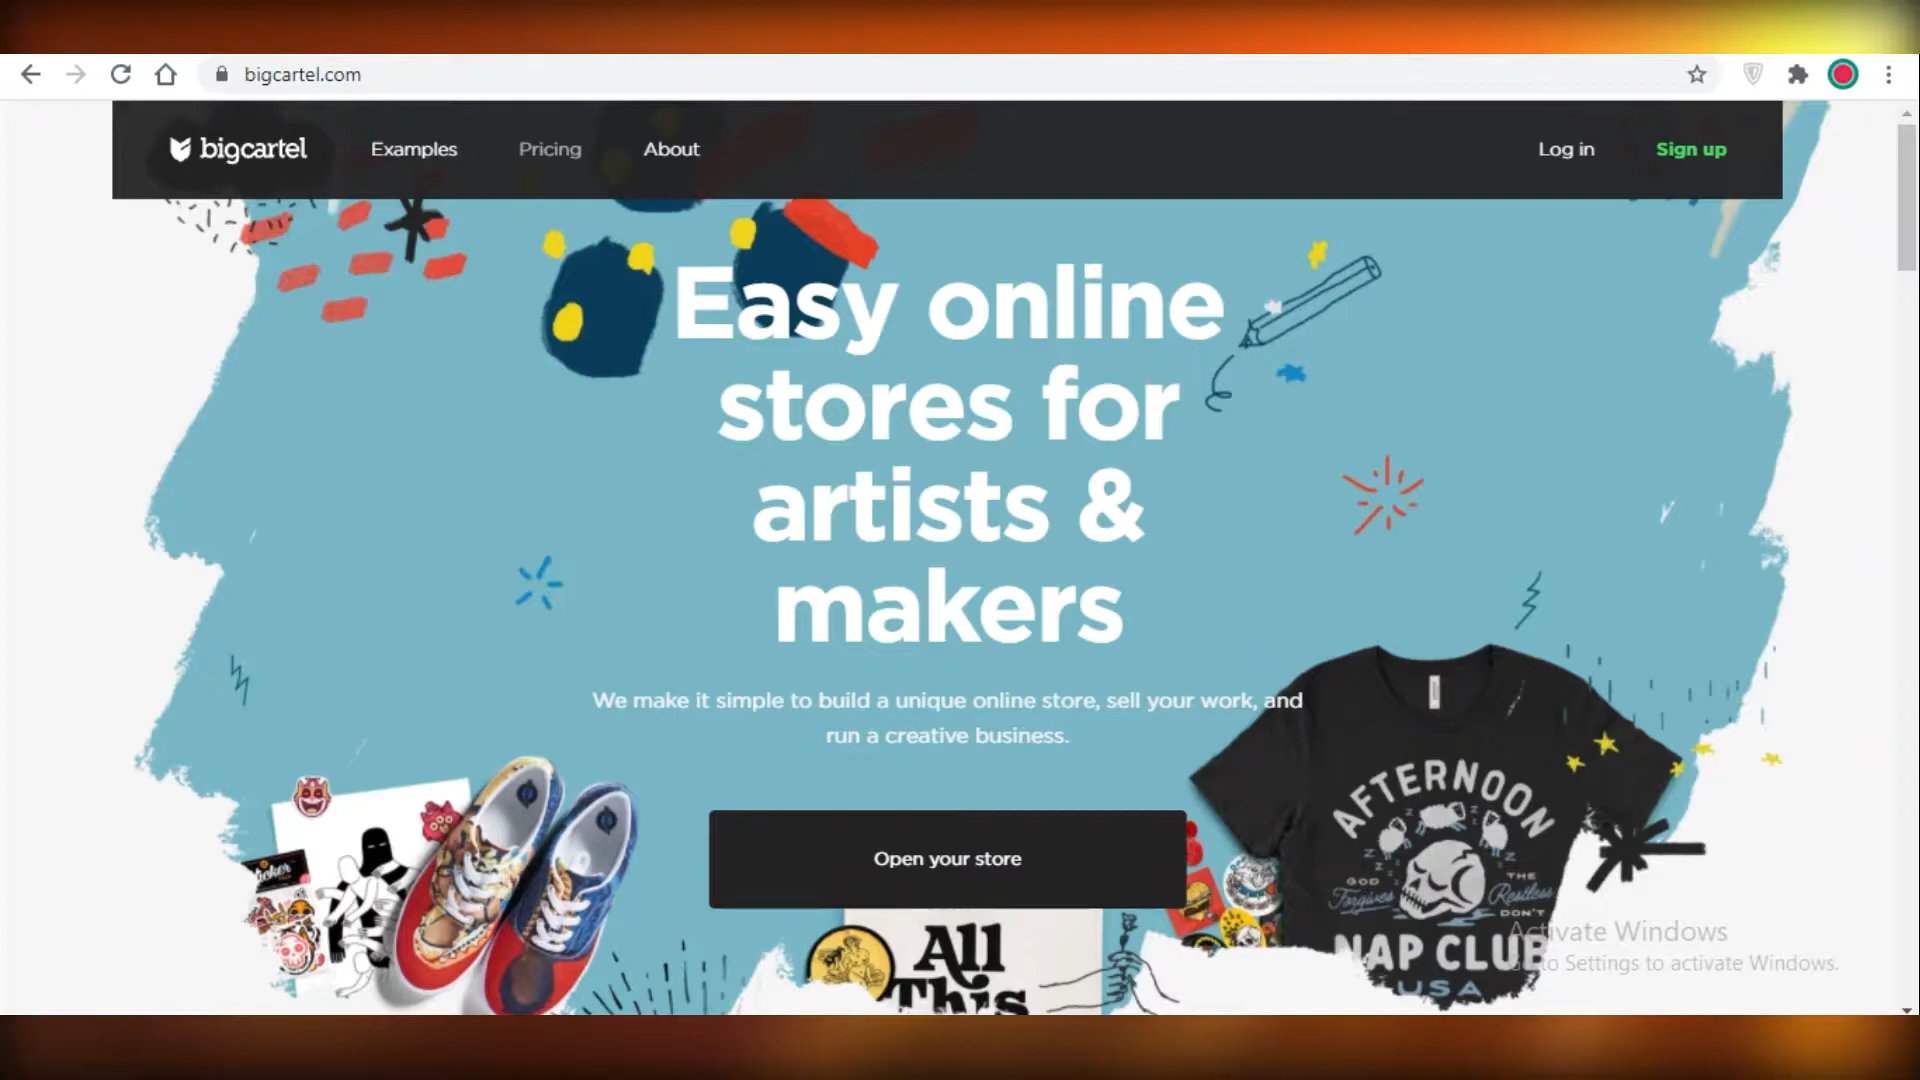 bigcartel.com
bigcartel
Examples
Pricing
About
Log in
Sign up
Easy online
stores for
artists &
makers
We make it simple to build a unique online store, sell your work, and
run a creative business.
Open your store
AFTERNOON
GOD
THE
Forgives
Restless
DON'T
NAP CLUB
USA
All
This
Activate Windows
Go to Settings to activate Windows.